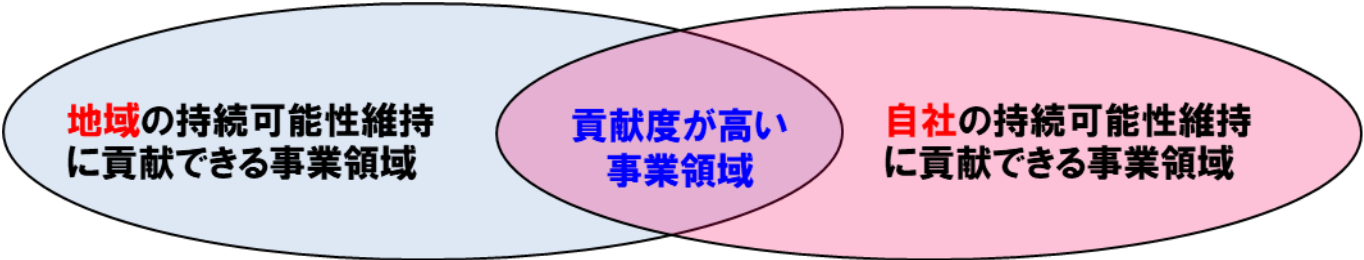 地域の持続可能性維持
に貢献できる事業領域
貢献度が高い
事業領域
自社の持続可能性維持
に貢献できる事業領域